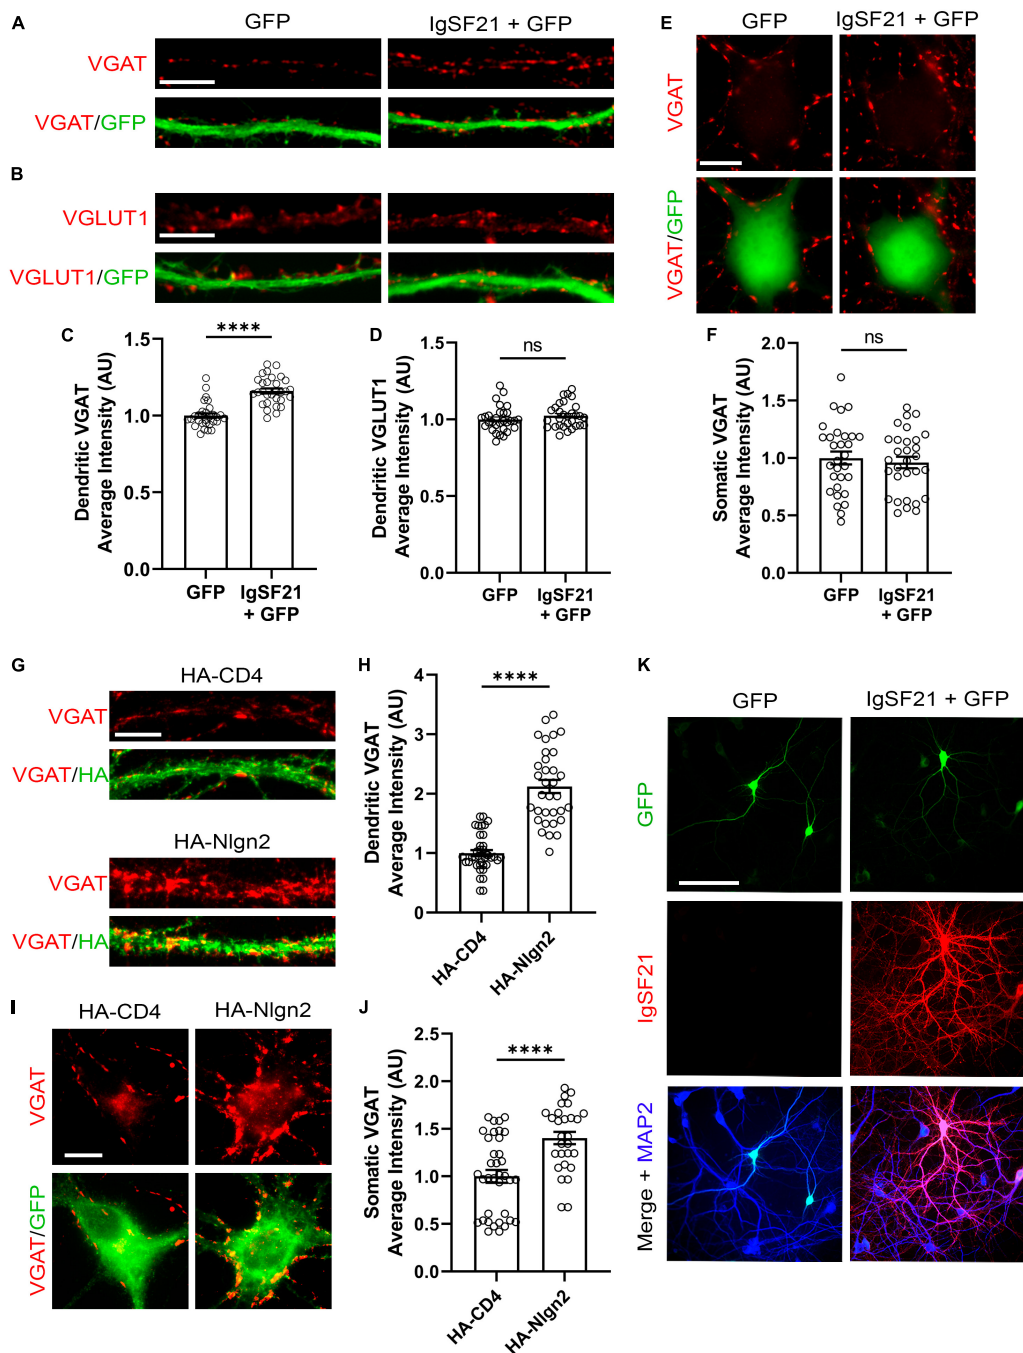 A
GFP
IgSF21 + GFP
VGAT
VGAT/GFP
B
VGLUT1
VGLUT1/GFP
E
GFP
IgSF21 + GFP
VGAT
VGAT/GFP
C
Dendritic VGAT
Average Intensity (AU)
****
1.5
1.0
0.5
0.0
GFP
IgSF21
+ GFP
D
Dendritic VGLUT1
Average Intensity (AU)
ns
1.5
1.0
0.5
0.0
GFP
IgSF21
+ GFP
F
Somatic VGAT
Average Intensity (AU)
ns
2.0
1.5
1.0
0.5
0.0
GFP
IgSF21
+ GFP
G
HA-CD4
VGAT
VGAT/HA
HA-Nlgn2
VGAT
VGAT/HA
H
Dendritic VGAT
Average Intensity (AU)
****
4
3
2
1
0
HA-CD4
HA-Nlgn2
I
HA-CD4
HA-Nlgn2
VGAT
VGAT/GFP
J
Somatic VGAT
Average Intensity (AU)
****
2.5
2.0
1.5
1.0
0.5
0.0
HA-CD4
HA-Nlgn2
K
GFP
IgSF21 + GFP
GFP
IgSF21
Merge + MAP2